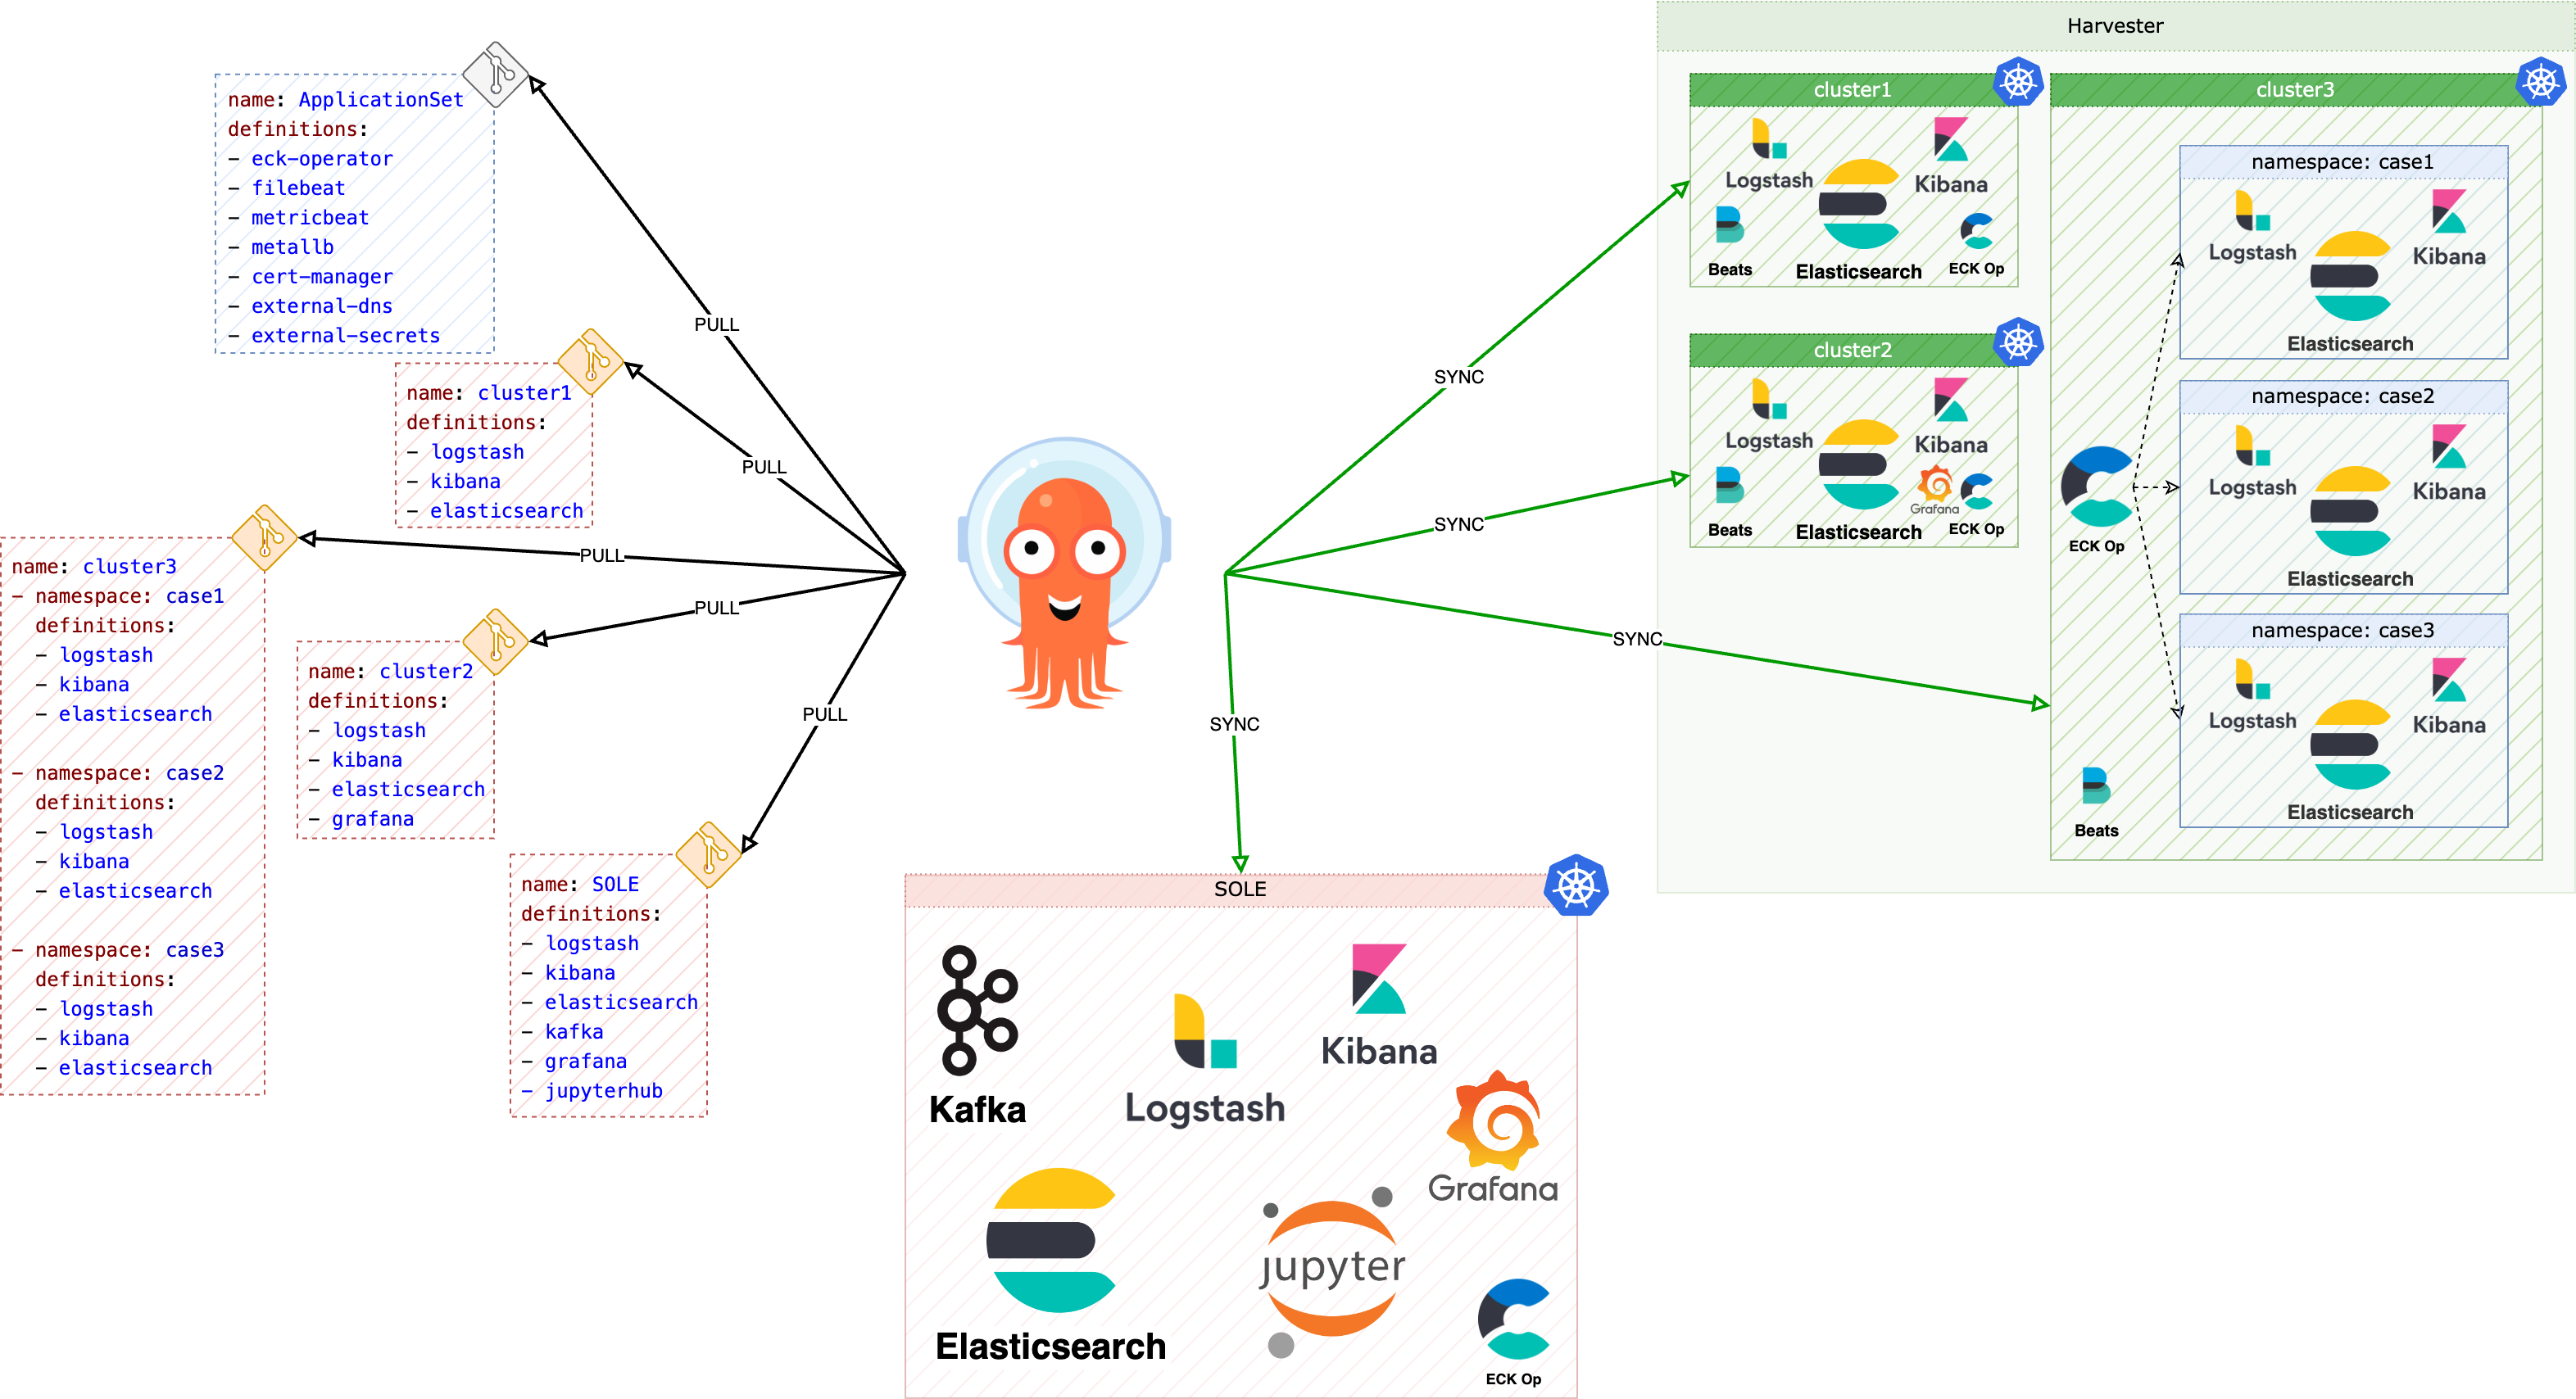 name: ApplicationSet
definitions:
- eck-operator
- filebeat
- metricbeat
- metallb
- cert-manager
- external-dns
- external-secrets
name: cluster1
definitions:
- logstash
- kibana
- elasticsearch
name: cluster3
- namespace: case1
definitions:
- logstash
- kibana
- elasticsearch
- namespace: case2
definitions:
- logstash
- kibana
- elasticsearch
- namespace: case3
definitions:
- logstash
- kibana
- elasticsearch
name: cluster2
definitions:
- logstash
- kibana
- elasticsearch
- grafana
name: SOLE
definitions:
- logstash
- kibana
- elasticsearch
- kafka
- grafana
- jupyterhub
PULL
PULL
PULL
PULL
PULL
SYNC
SYNC
SYNC
SYNC
Harvester
cluster1
Logstash
Kibana
Beats
Elasticsearch
ECK Op
cluster2
Logstash
Kibana
Grafana
Beats
Elasticsearch
ECK Op
cluster3
ECK Op
Beats
namespace: case1
Logstash
Kibana
Elasticsearch
namespace: case2
Logstash
Kibana
Elasticsearch
namespace: case3
Logstash
Kibana
Elasticsearch
SOLE
Kafka
Logstash
Kibana
Grafana
Elasticsearch
jupyter
ECK Op